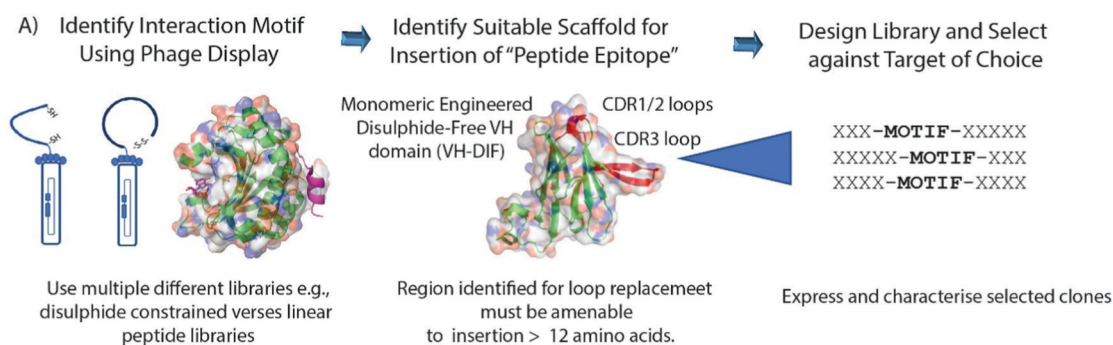 A) Identify Interaction Motif
Using Phage Display
Identify Suitable Scaffold for
Insertion of "Peptide Epitope"
Design Library and Select
against Target of Choice
SH
SH
-S-S-
Monomeric Engineered
Disulphide-Free VH
domain (VH-DIF)
CDR1/2 loops
CDR3 loop
XXX-MOTIF-XXXXX
XXXXX-MOTIF-XXX
XXXX-MOTIF-XXXX
Use multiple different libraries e.g.,
disulphide constrained verses linear
peptide libraries
Region identified for loop replacemeet
must be amenable
to insertion > 12 amino acids.
Express and characterise selected clones